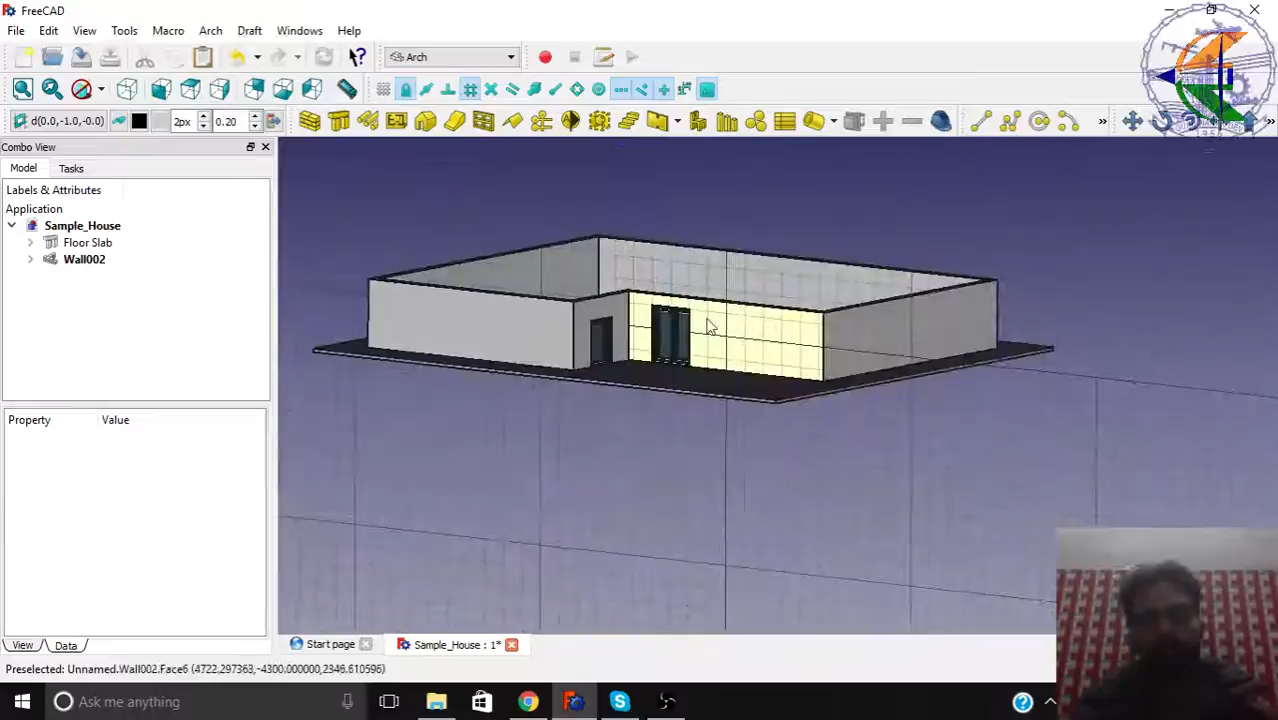 FreeCAD
File Edit View Tools Macro Arch Draft Windows Help
Arch
d(0.0,-1.0,-0.0) 2px 0.20 » »
Combo View
Model Tasks
Labels & Attributes
Application
Sample_House
Floor Slab
Wall002
Property Value
View Data
Start page Sample_House : 1*
Preselected: Unnamed.Wall002.Face6 (4722.297363,-4300.000000,2346.610596)
Ask me anything